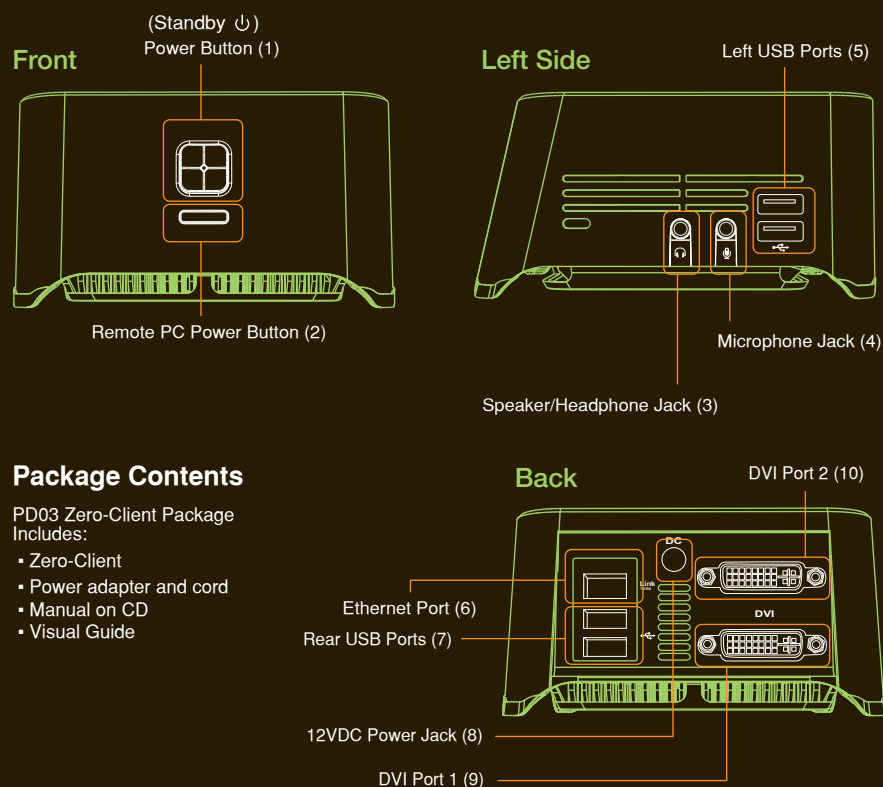 (Standby ⏻)
Power Button (1)
Front
Left Side
Left USB Ports (5)
Remote PC Power Button (2)
Microphone Jack (4)
Speaker/Headphone Jack (3)
Package Contents
PD03 Zero-Client Package
Includes:
▪ Zero-Client
▪ Power adapter and cord
▪ Manual on CD
▪ Visual Guide
Back
DVI Port 2 (10)
DC
Link
DVI
Ethernet Port (6)
Rear USB Ports (7)
12VDC Power Jack (8)
DVI Port 1 (9)